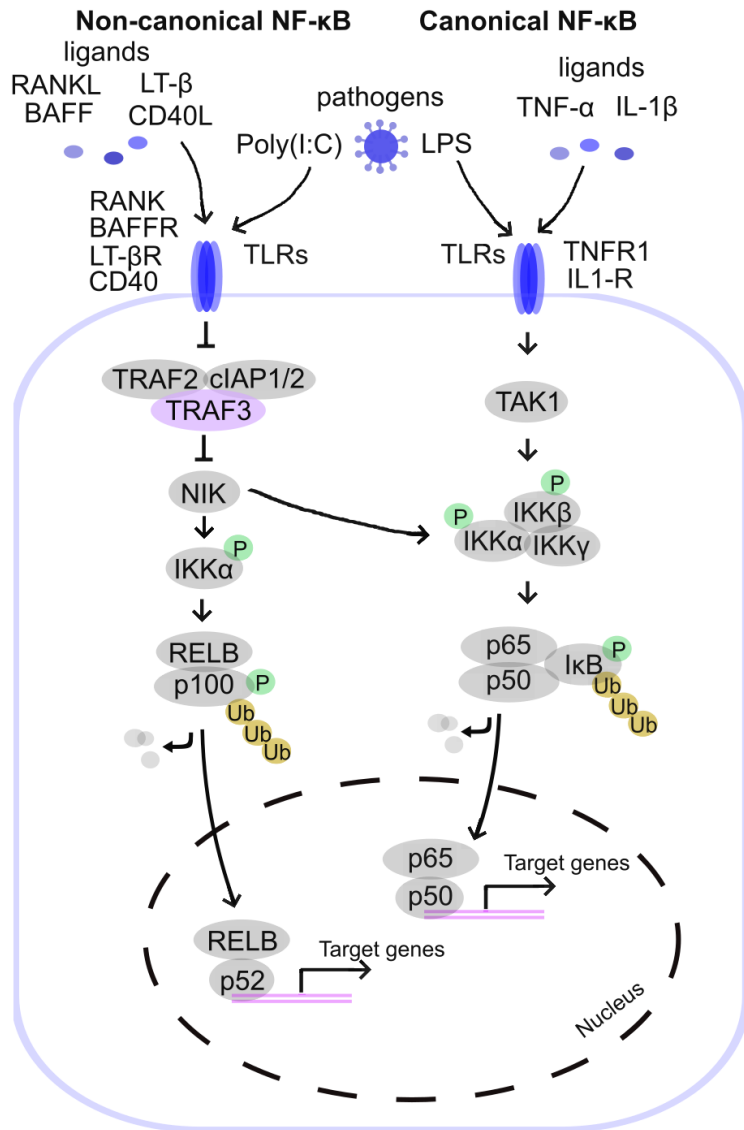 Non-canonical NF-κB
Canonical NF-κB
ligands
RANKL
BAFF
LT-β
CD40L
pathogens
Poly(I:C)
LPS
ligands
TNF-α
IL-1β
RANK
BAFFR
LT-βR
CD40
TLRs
TLRs
TNFR1
IL1-R
TRAF2
cIAP1/2
TRAF3
TAK1
NIK
P
IKKα
P
P
IKKβ
IKKα
IKKγ
RELB
p100
P
Ub
Ub
Ub
p65
p50
IκB
P
Ub
Ub
Ub
p65
p50
Target genes
RELB
p52
Target genes
Nucleus